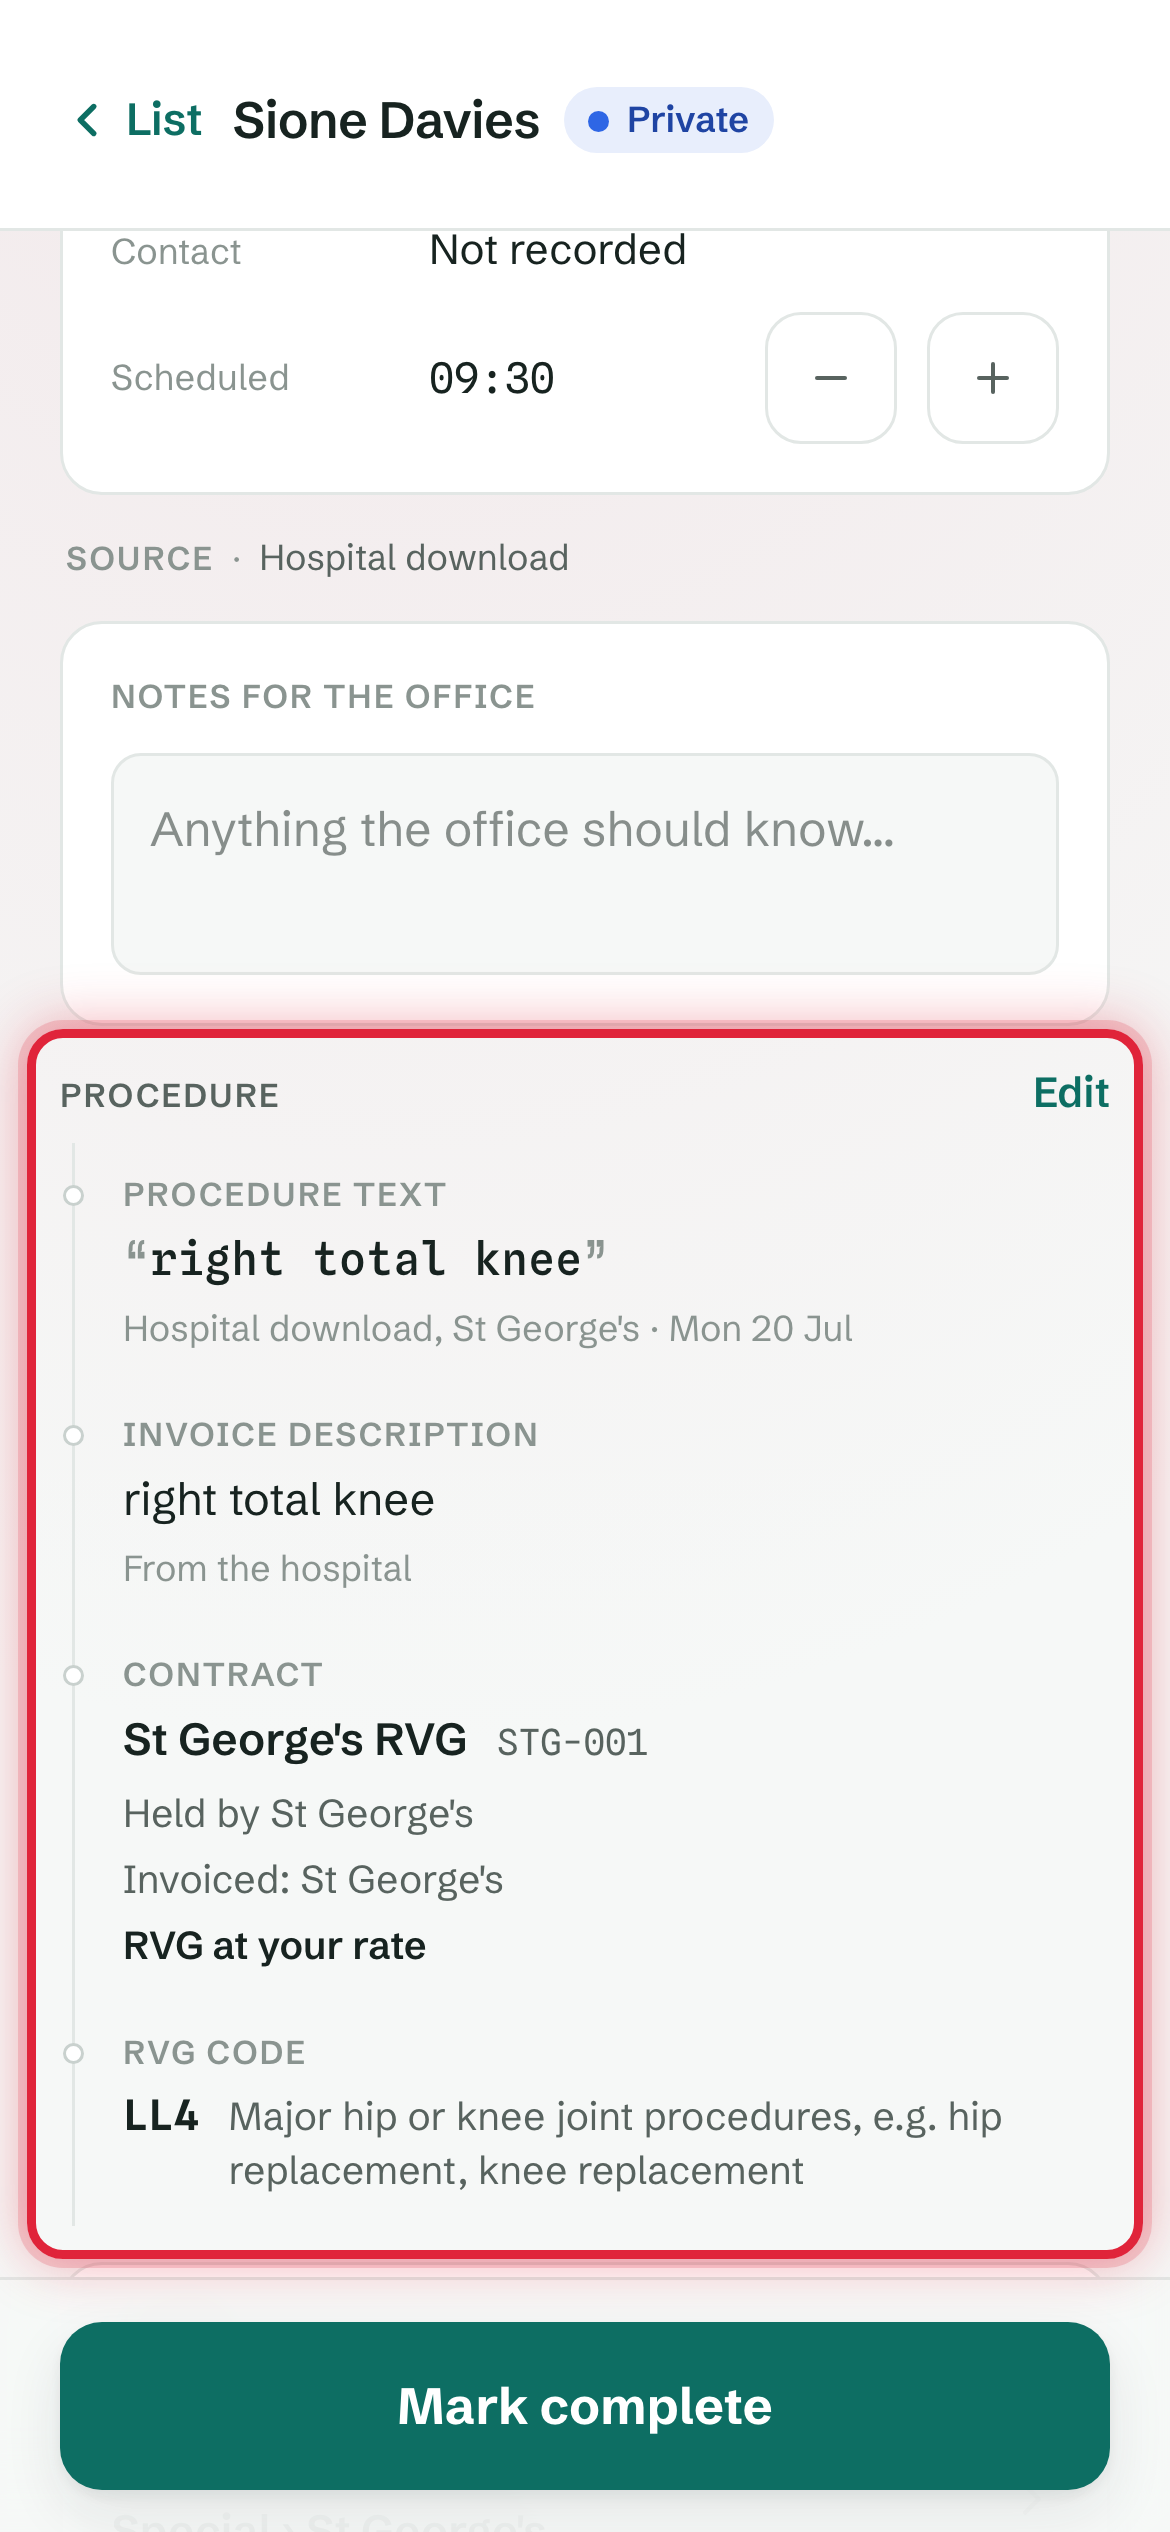 List Sione Davies Private
Contact Not recorded
Scheduled 09:30
SOURCE · Hospital download
NOTES FOR THE OFFICE
Anything the office should know...
PROCEDURE Edit
PROCEDURE TEXT
“right total knee”
Hospital download, St George's · Mon 20 Jul
INVOICE DESCRIPTION
right total knee
From the hospital
CONTRACT
St George's RVG STG-001
Held by St George's
Invoiced: St George's
RVG at your rate
RVG CODE
LL4 Major hip or knee joint procedures, e.g. hip
replacement, knee replacement
Mark complete
Special · St George's